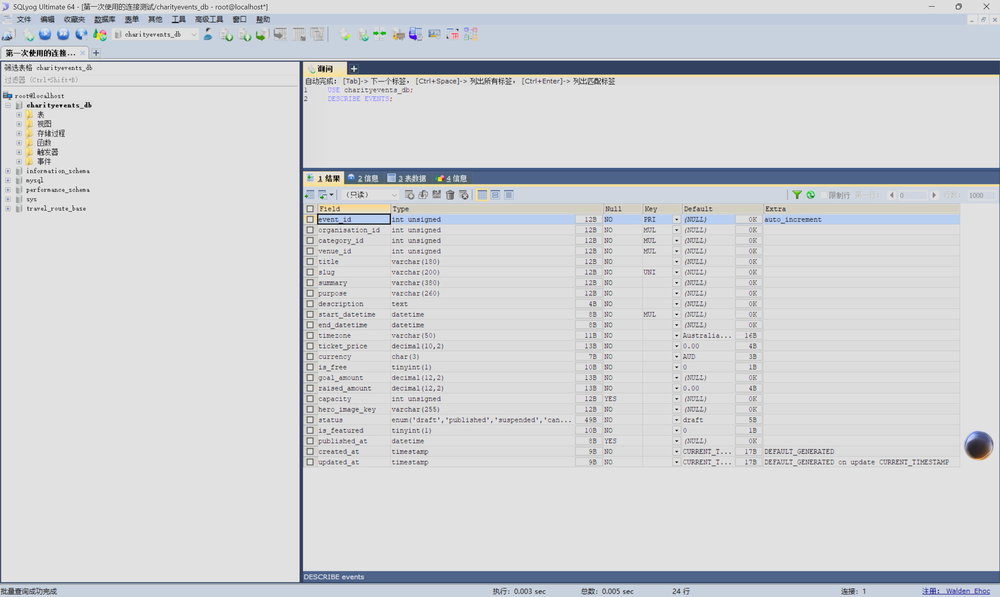 SQLyog Ultimate 64 - [第一次使用的连接测试/charityevents_db - root@localhost*]
文件 编辑 收藏夹 数据库 表单 其他 工具 高级工具 窗口 帮助
charityevents_db
第一次使用的连接...
筛选表格 charityevents_db
过滤器 (Ctrl+Shift+B)
root@localhost
charityevents_db
表
视图
存储过程
函数
触发器
事件
information_schema
mysql
performance_schema
sys
travel_route_base
询问
自动完成: [Tab]-> 下一个标签, [Ctrl+Space]-> 列出所有标签, [Ctrl+Enter]-> 列出匹配标签
1 USE charityevents_db;
2 DESCRIBE EVENTS;
1 结果 2 信息 3 表数据 4 信息
(只读) 限制行 第一行: 0 行数: 1000
Field Type Null Key Default Extra
event_id int unsigned 12B NO PRI (NULL) 0K auto_increment
organisation_id int unsigned 12B NO MUL (NULL) 0K
category_id int unsigned 12B NO MUL (NULL) 0K
venue_id int unsigned 12B NO MUL (NULL) 0K
title varchar(180) 12B NO (NULL) 0K
slug varchar(200) 12B NO UNI (NULL) 0K
summary varchar(380) 12B NO (NULL) 0K
purpose varchar(260) 12B NO (NULL) 0K
description text 4B NO (NULL) 0K
start_datetime datetime 8B NO MUL (NULL) 0K
end_datetime datetime 8B NO (NULL) 0K
timezone varchar(50) 11B NO Australia... 16B
ticket_price decimal(10,2) 13B NO 0.00 4B
currency char(3) 7B NO AUD 3B
is_free tinyint(1) 10B NO 0 1B
goal_amount decimal(12,2) 13B NO (NULL) 0K
raised_amount decimal(12,2) 13B NO 0.00 4B
capacity int unsigned 12B YES (NULL) 0K
hero_image_key varchar(255) 12B NO (NULL) 0K
status enum('draft','published','suspended','can... 49B NO draft 5B
is_featured tinyint(1) 10B NO 0 1B
published_at datetime 8B YES (NULL) 0K
created_at timestamp 9B NO CURRENT_T... 17B DEFAULT_GENERATED
updated_at timestamp 9B NO CURRENT_T... 17B DEFAULT_GENERATED on update CURRENT_TIMESTAMP
DESCRIBE events
批量查询成功完成 执行: 0.003 sec 总数: 0.005 sec 24 行 连接: 1 注册: Walden Ehoc